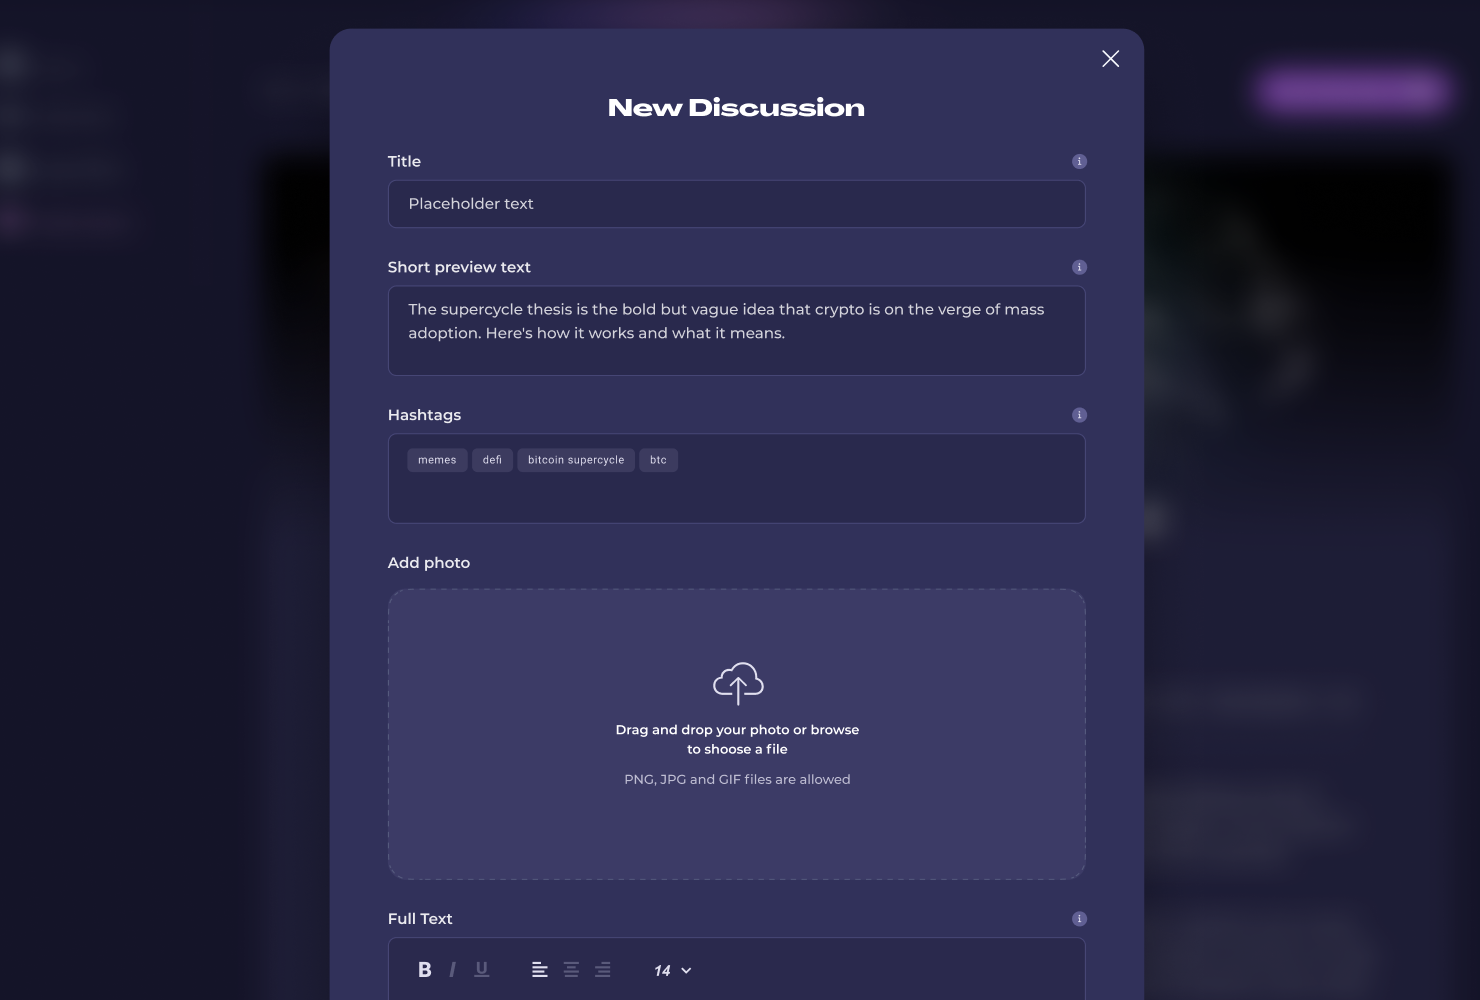 New Discussion
Title
Placeholder text
Short preview text
The supercycle thesis is the bold but vague idea that crypto is on the verge of mass
adoption. Here's how it works and what it means.
Hashtags
memes defi bitcoin supercycle btc
Add photo
Drag and drop your photo or browse
to shoose a file
PNG, JPG and GIF files are allowed
Full Text
B I U 14